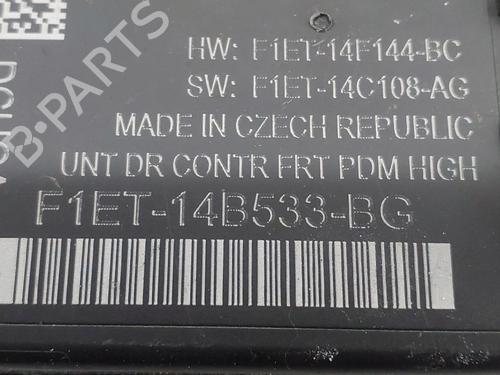 HW: F1ET-14F144-BC
SW: F1ET-14C108-AG
MADE IN CZECH REPUBLIC
UNT DR CONTR FRT PDM HIGH
F1ET-14B533-BG
B-PARTS